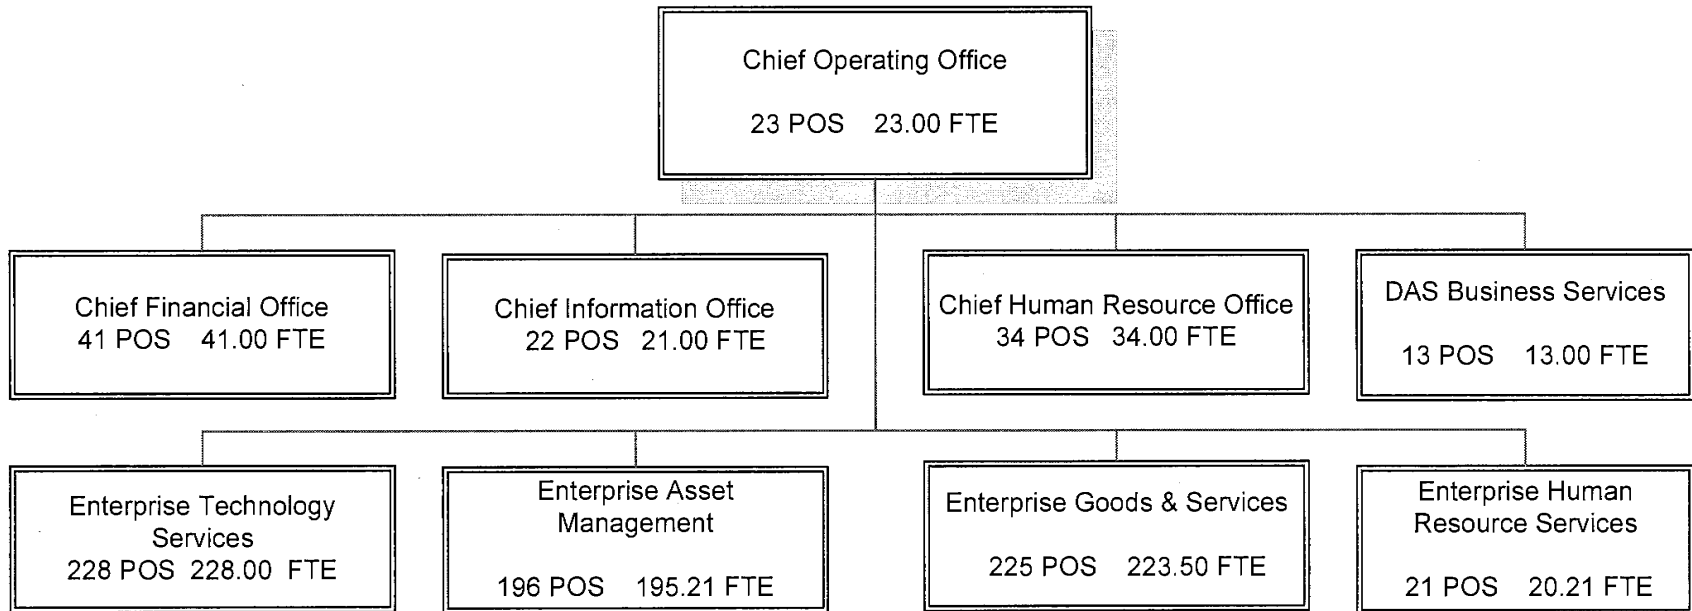 Chief Operating Office
23 POS 23.00 FTE
Chief Financial Office
41 POS 41.00 FTE
Chief Information Office
22 POS 21.00 FTE
Chief Human Resource Office
34 POS 34.00 FTE
DAS Business Services
13 POS 13.00 FTE
Enterprise Technology
Services
228 POS 228.00 FTE
Enterprise Asset
Management
196 POS 195.21 FTE
Enterprise Goods & Services
225 POS 223.50 FTE
Enterprise Human
Resource Services
21 POS 20.21 FTE